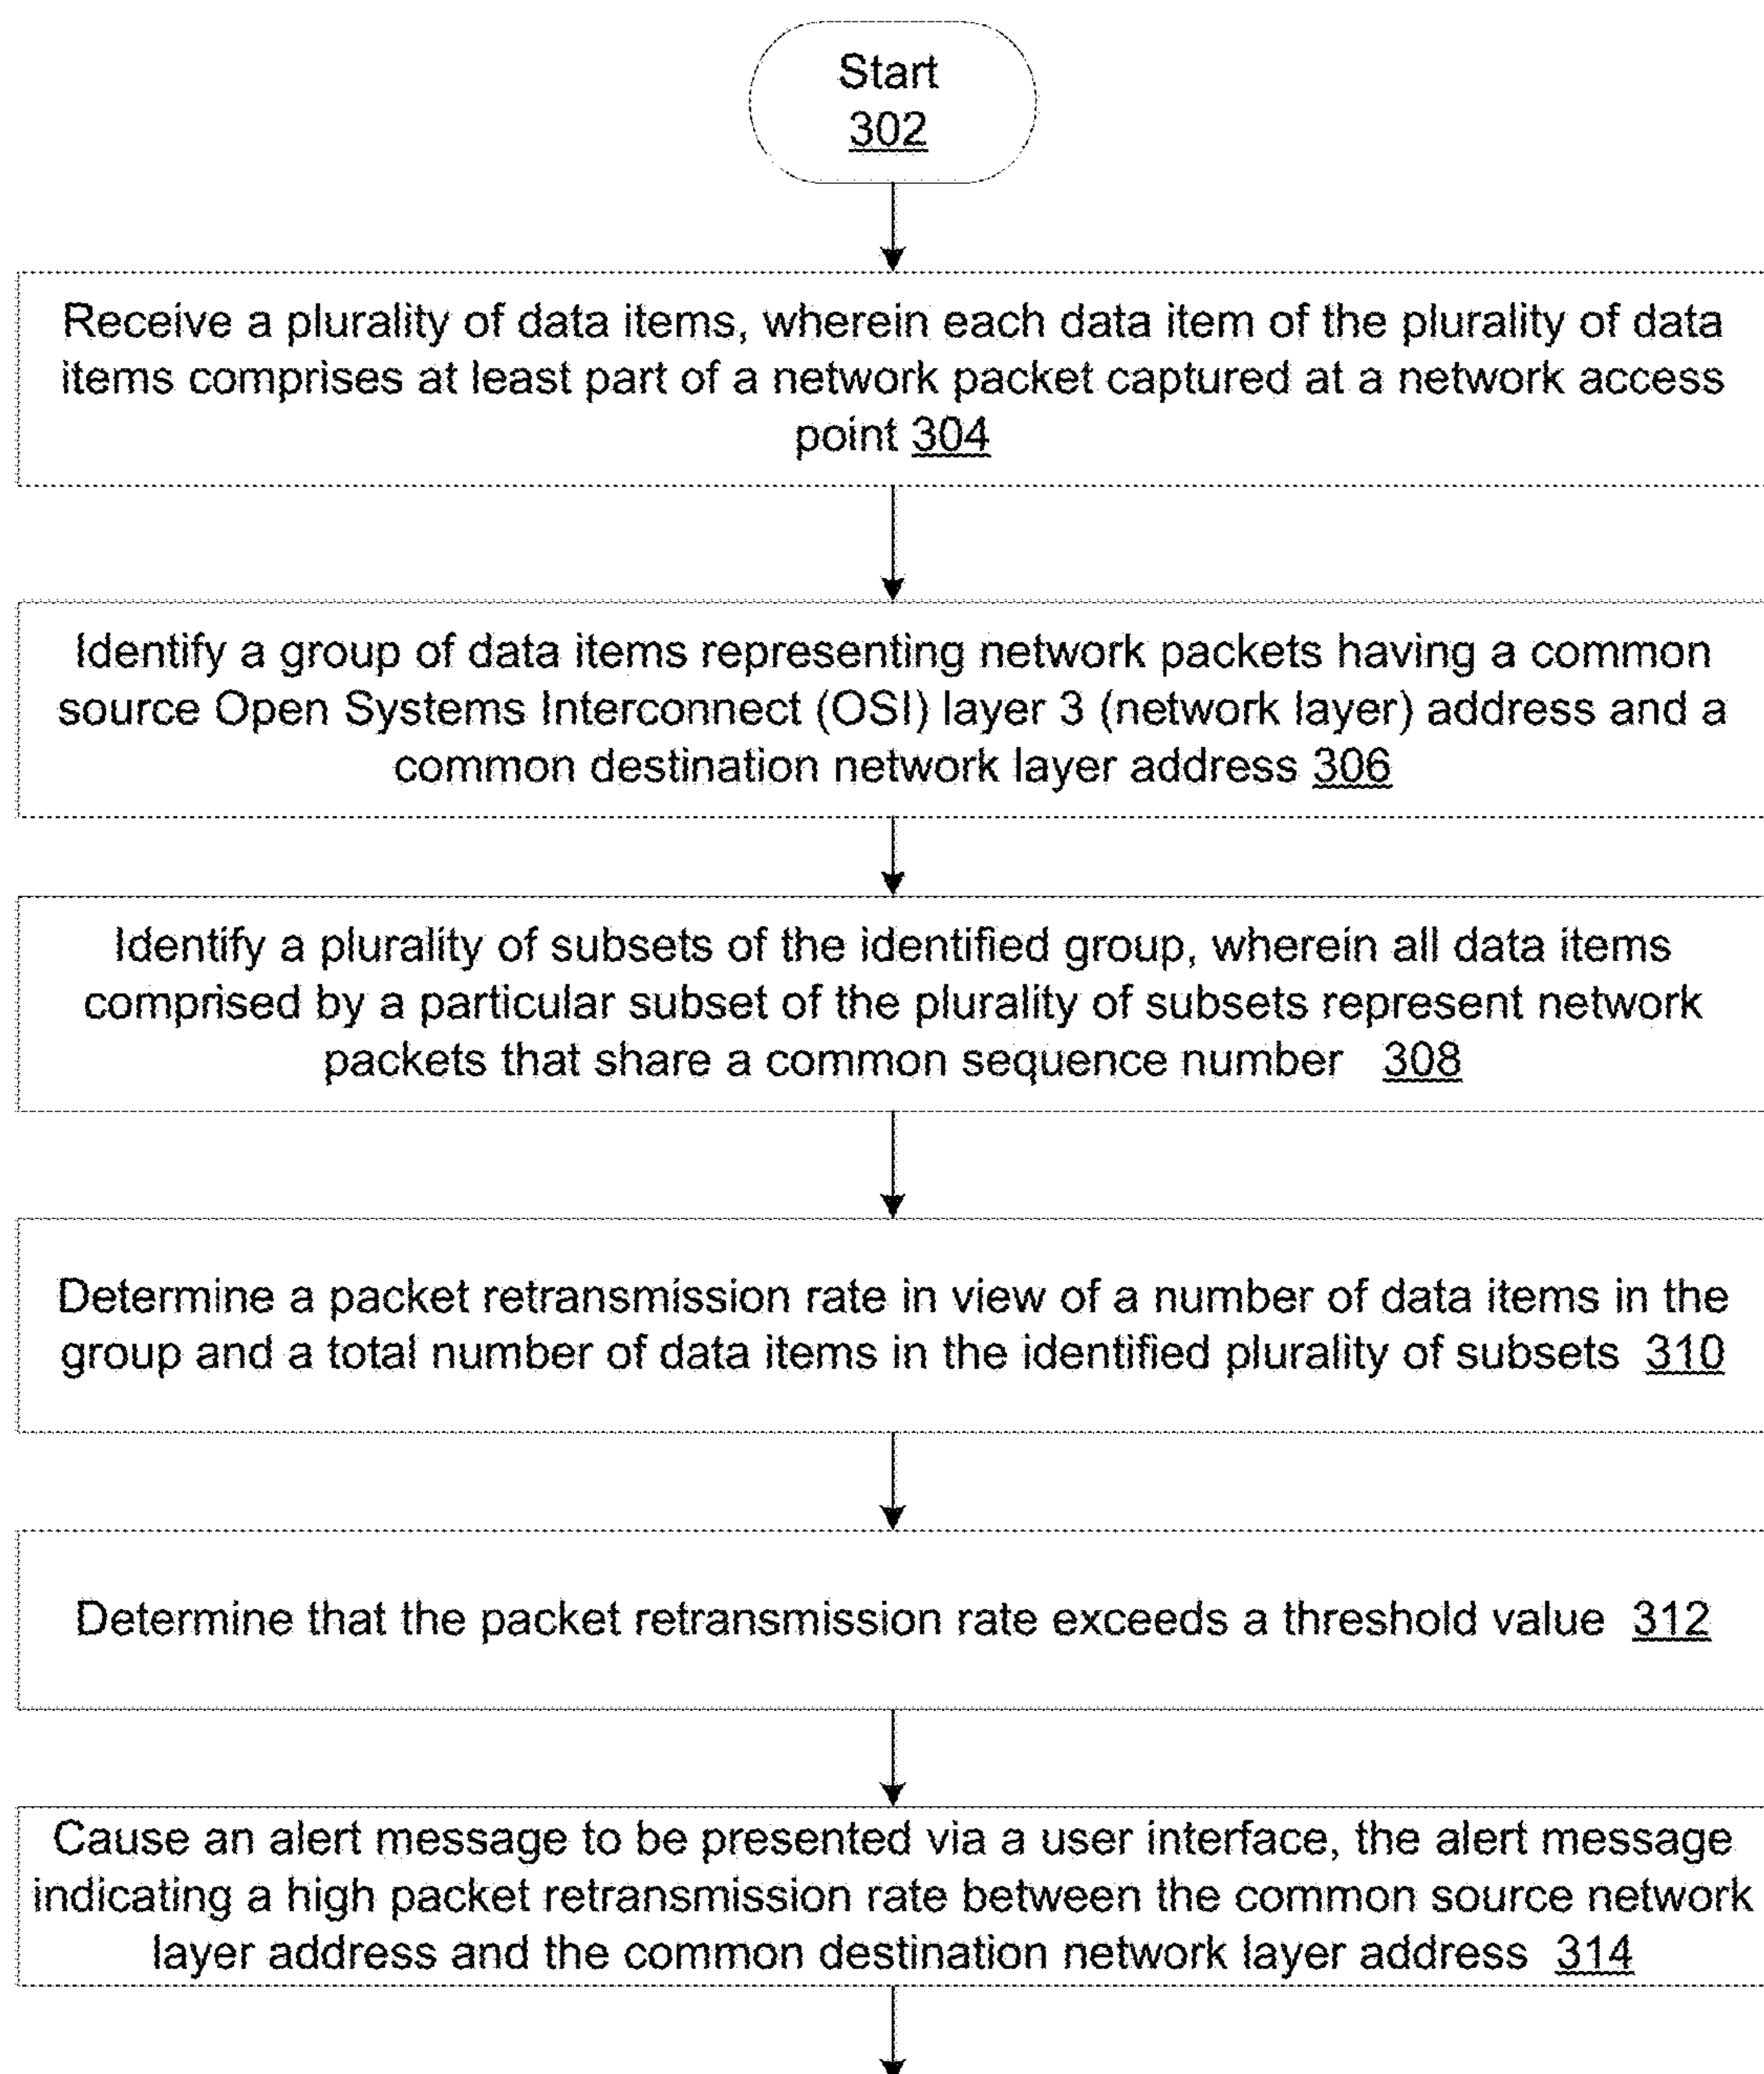 Start
302
Receive a plurality of data items, wherein each data item of the plurality of data
items comprises at least part of a network packet captured at a network access
point 304
Identify a group of data items representing network packets having a common
source Open Systems Interconnect (OSI) layer 3 (network layer) address and a
common destination network layer address 306
Identify a plurality of subsets of the identified group, wherein all data items
comprised by a particular subset of the plurality of subsets represent network
packets that share a common sequence number 308
Determine a packet retransmission rate in view of a number of data items in the
group and a total number of data items in the identified plurality of subsets 310
Determine that the packet retransmission rate exceeds a threshold value 312
Cause an alert message to be presented via a user interface, the alert message
indicating a high packet retransmission rate between the common source network
layer address and the common destination network layer address 314